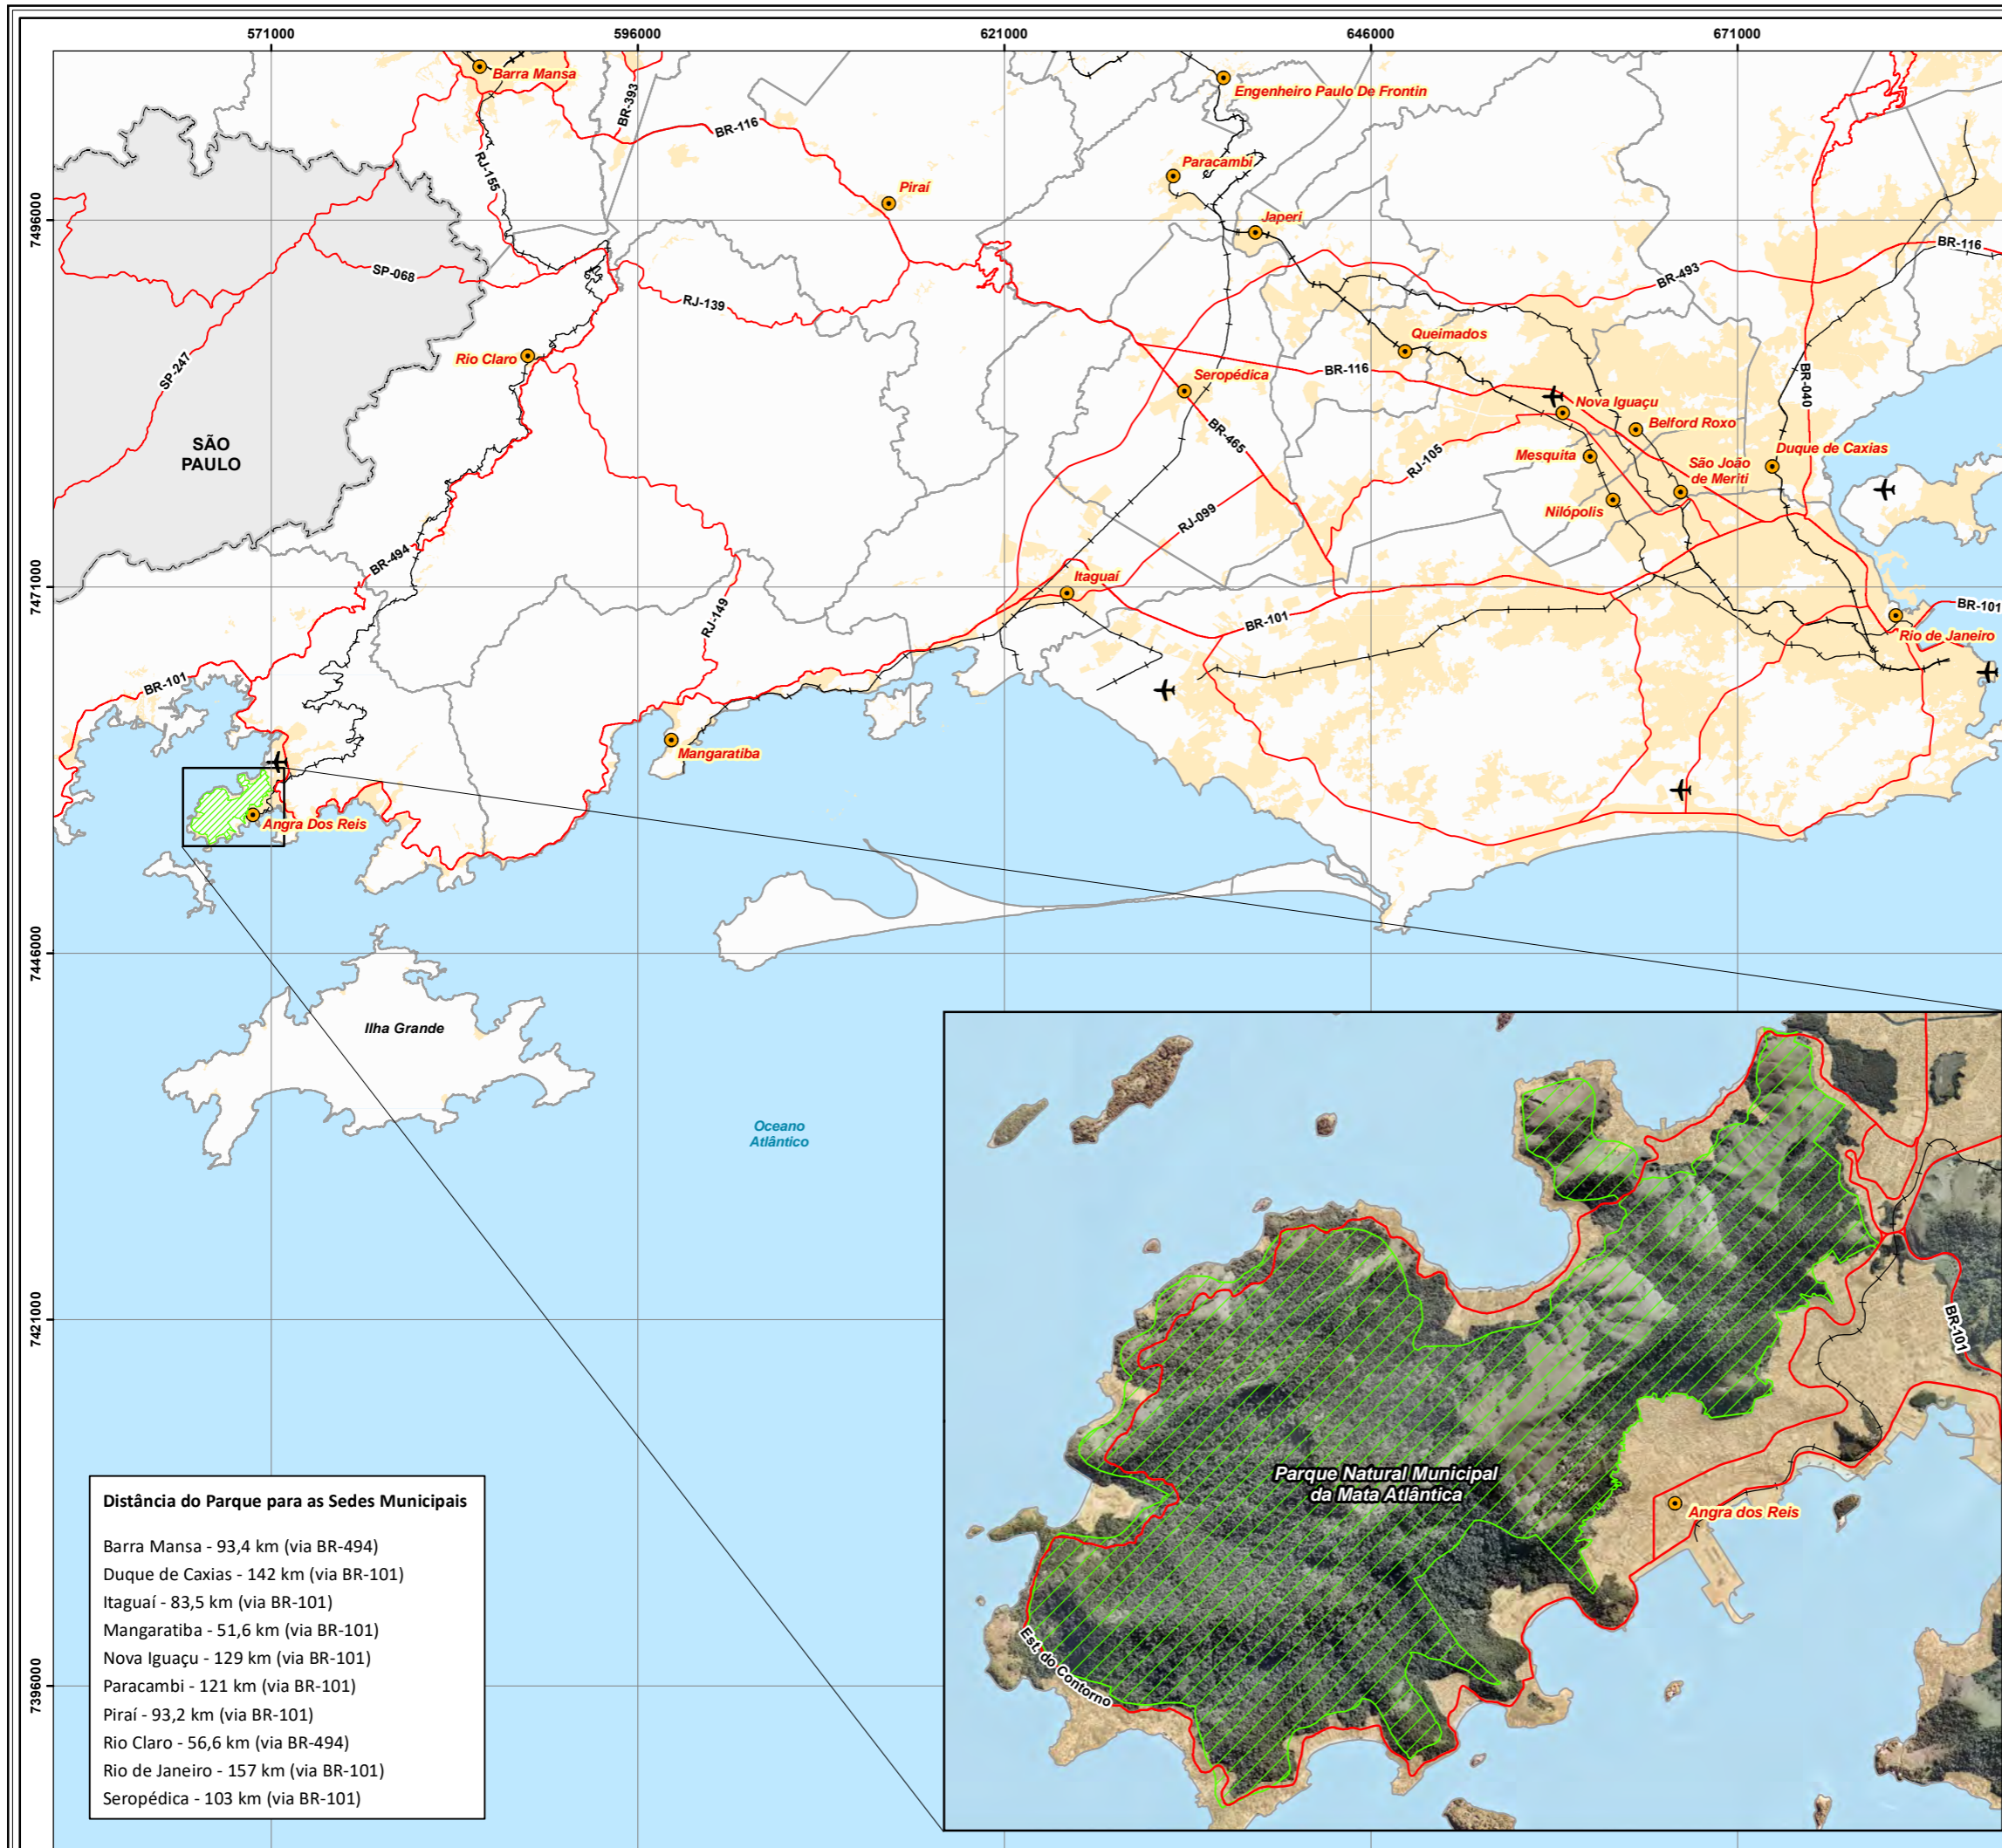 571000
596000
621000
646000
671000
7496000
7471000
7446000
7421000
7396000
Barra Mansa
BR-393
BR-116
Engenheiro Paulo De Frontin
RJ-155
Paracambi
Piraí
Japeri
BR-116
SP-068
RJ-139
BR-493
Rio Claro
Queimados
SP-247
BR-116
BR-040
Seropédica
Nova Iguaçu
Belford Roxo
SÃO
PAULO
BR-465
RJ-105
Mesquita
São João
de Meriti
Duque de Caxias
Nilópolis
RJ-099
BR-494
Itaguaí
RJ-149
BR-101
BR-101
Rio de Janeiro
BR-101
Mangaratiba
Angra Dos Reis
Ilha Grande
Oceano
Atlântico
BR-101
Parque Natural Municipal
da Mata Atlântica
Angra dos Reis
Est. do Contorno
Distância do Parque para as Sedes Municipais
Barra Mansa - 93,4 km (via BR-494)
Duque de Caxias - 142 km (via BR-101)
Itaguaí - 83,5 km (via BR-101)
Mangaratiba - 51,6 km (via BR-101)
Nova Iguaçu - 129 km (via BR-101)
Paracambi - 121 km (via BR-101)
Piraí - 93,2 km (via BR-101)
Rio Claro - 56,6 km (via BR-494)
Rio de Janeiro - 157 km (via BR-101)
Seropédica - 103 km (via BR-101)